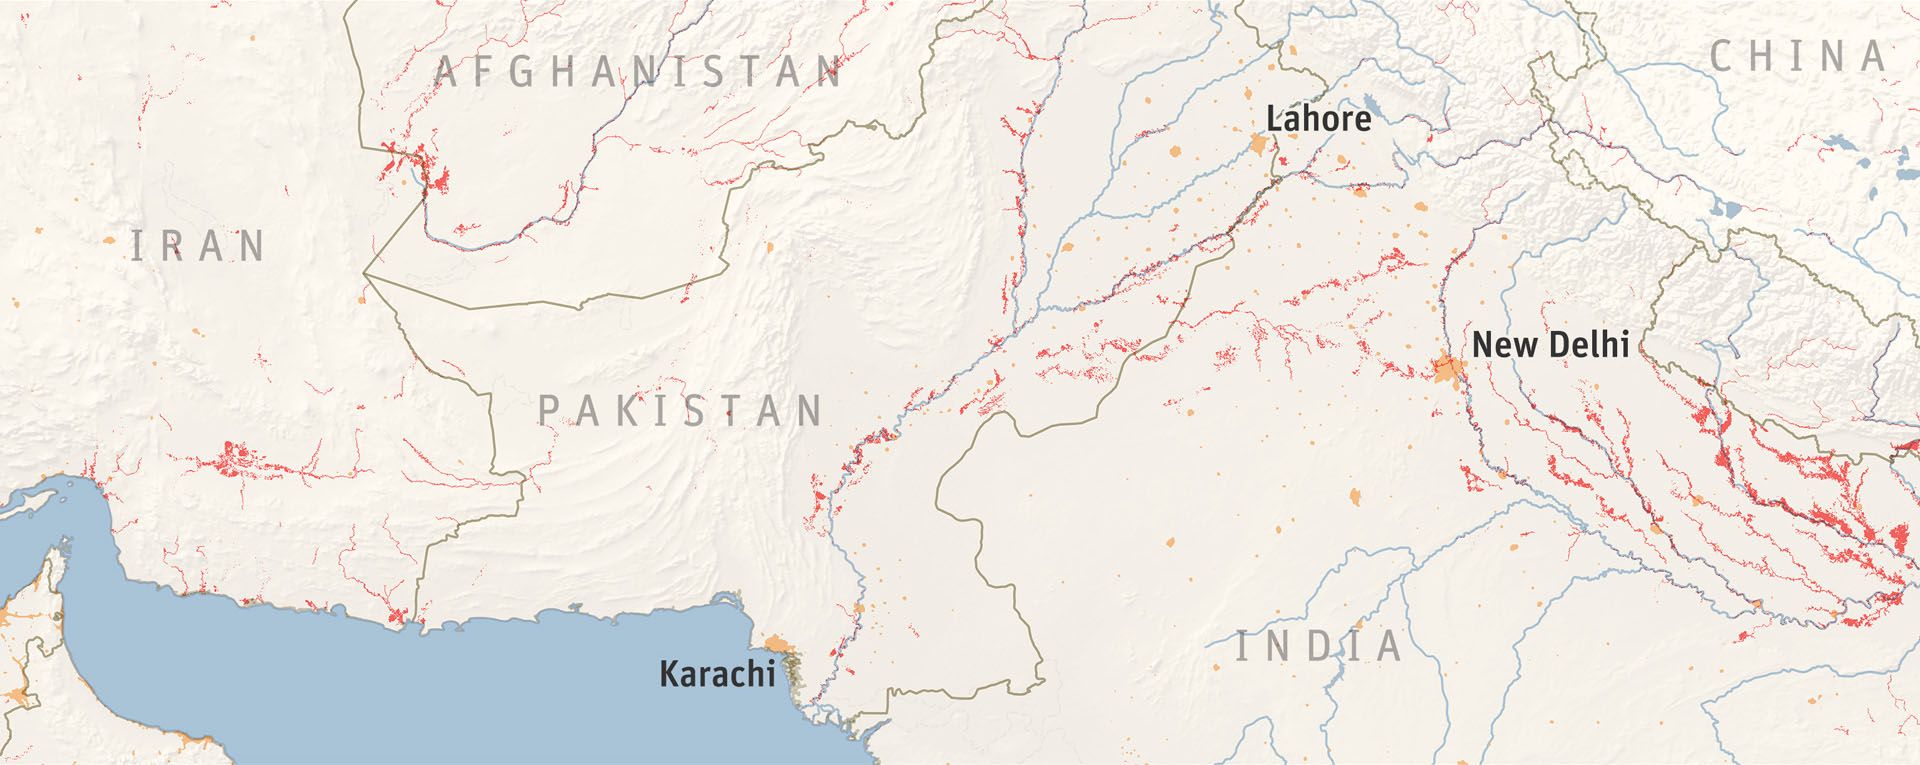 CHINA
AFGHANISTAN
Lahore
IRAN
New Delhi
PAKISTAN
INDIA
Karachi